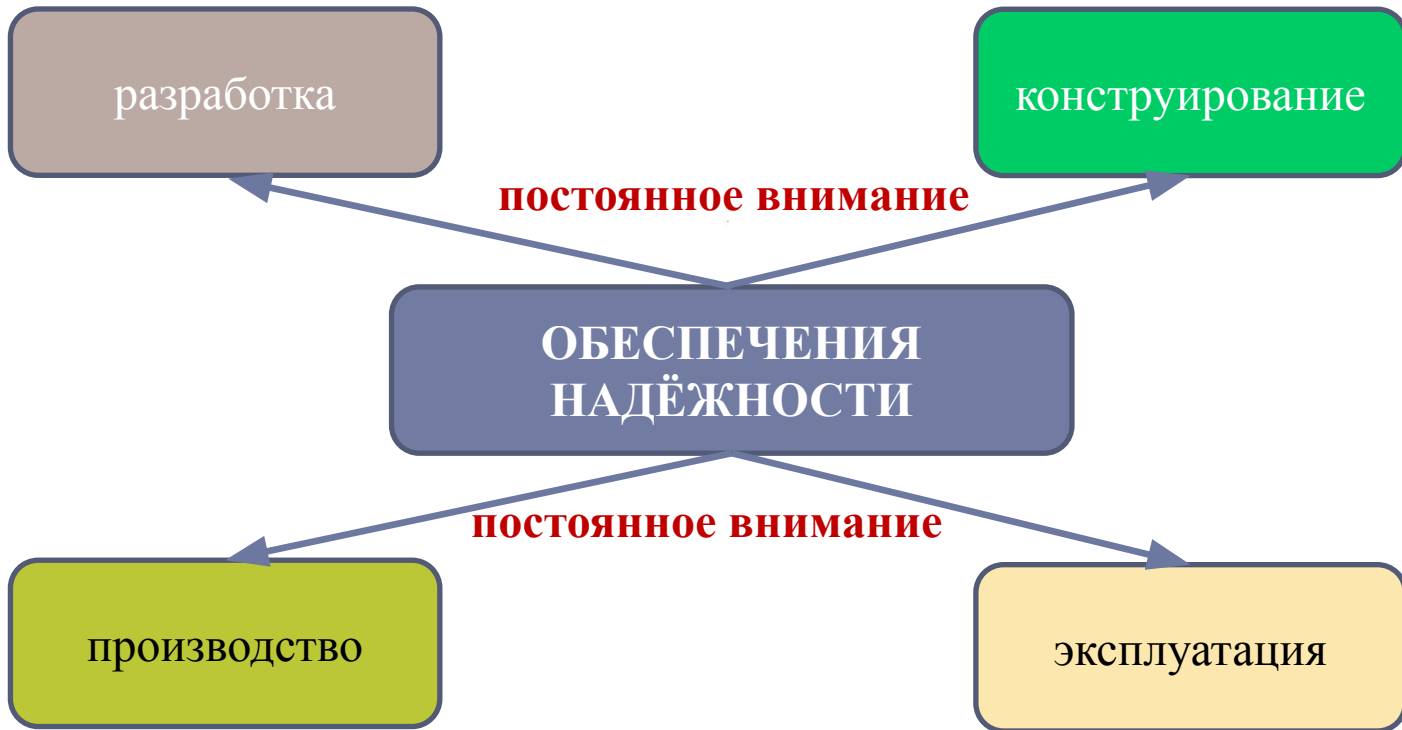 разработка
конструирование
постоянное внимание
ОБЕСПЕЧЕНИЯ
НАДЁЖНОСТИ
постоянное внимание
производство
эксплуатация